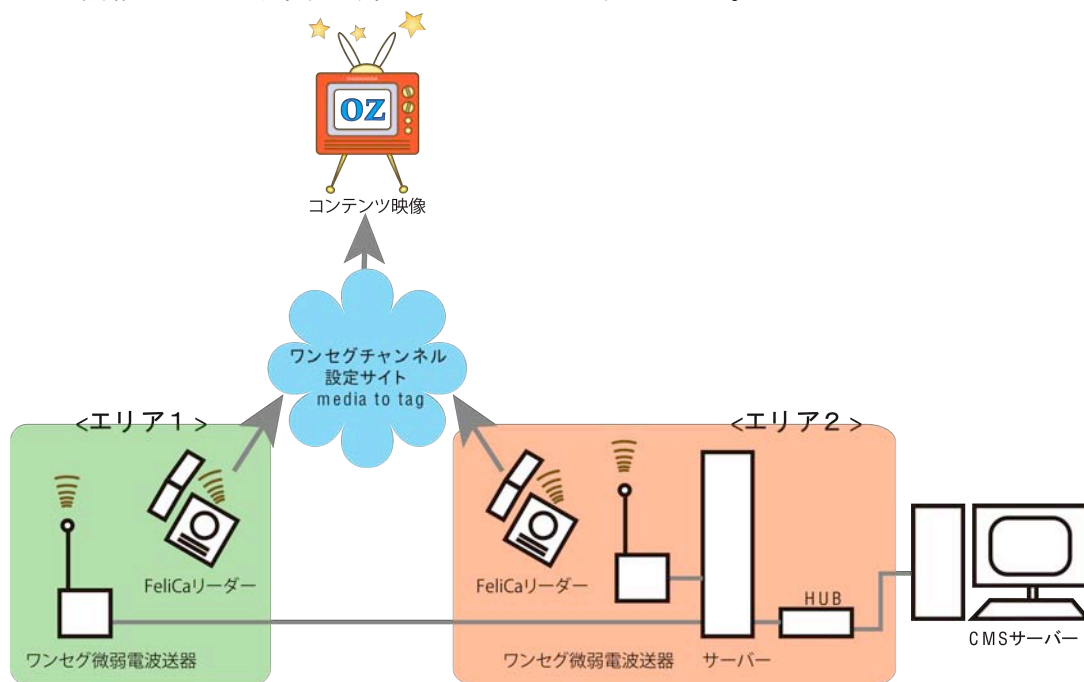 OZ
コンテンツ映像
ワンセグチャンネル
設定サイト
media to tag
<エリア１>
<エリア２>
FeliCaリーダー
FeliCaリーダー
HUB
CMSサーバー
ワンセグ微弱電波送器
ワンセグ微弱電波送器
サーバー